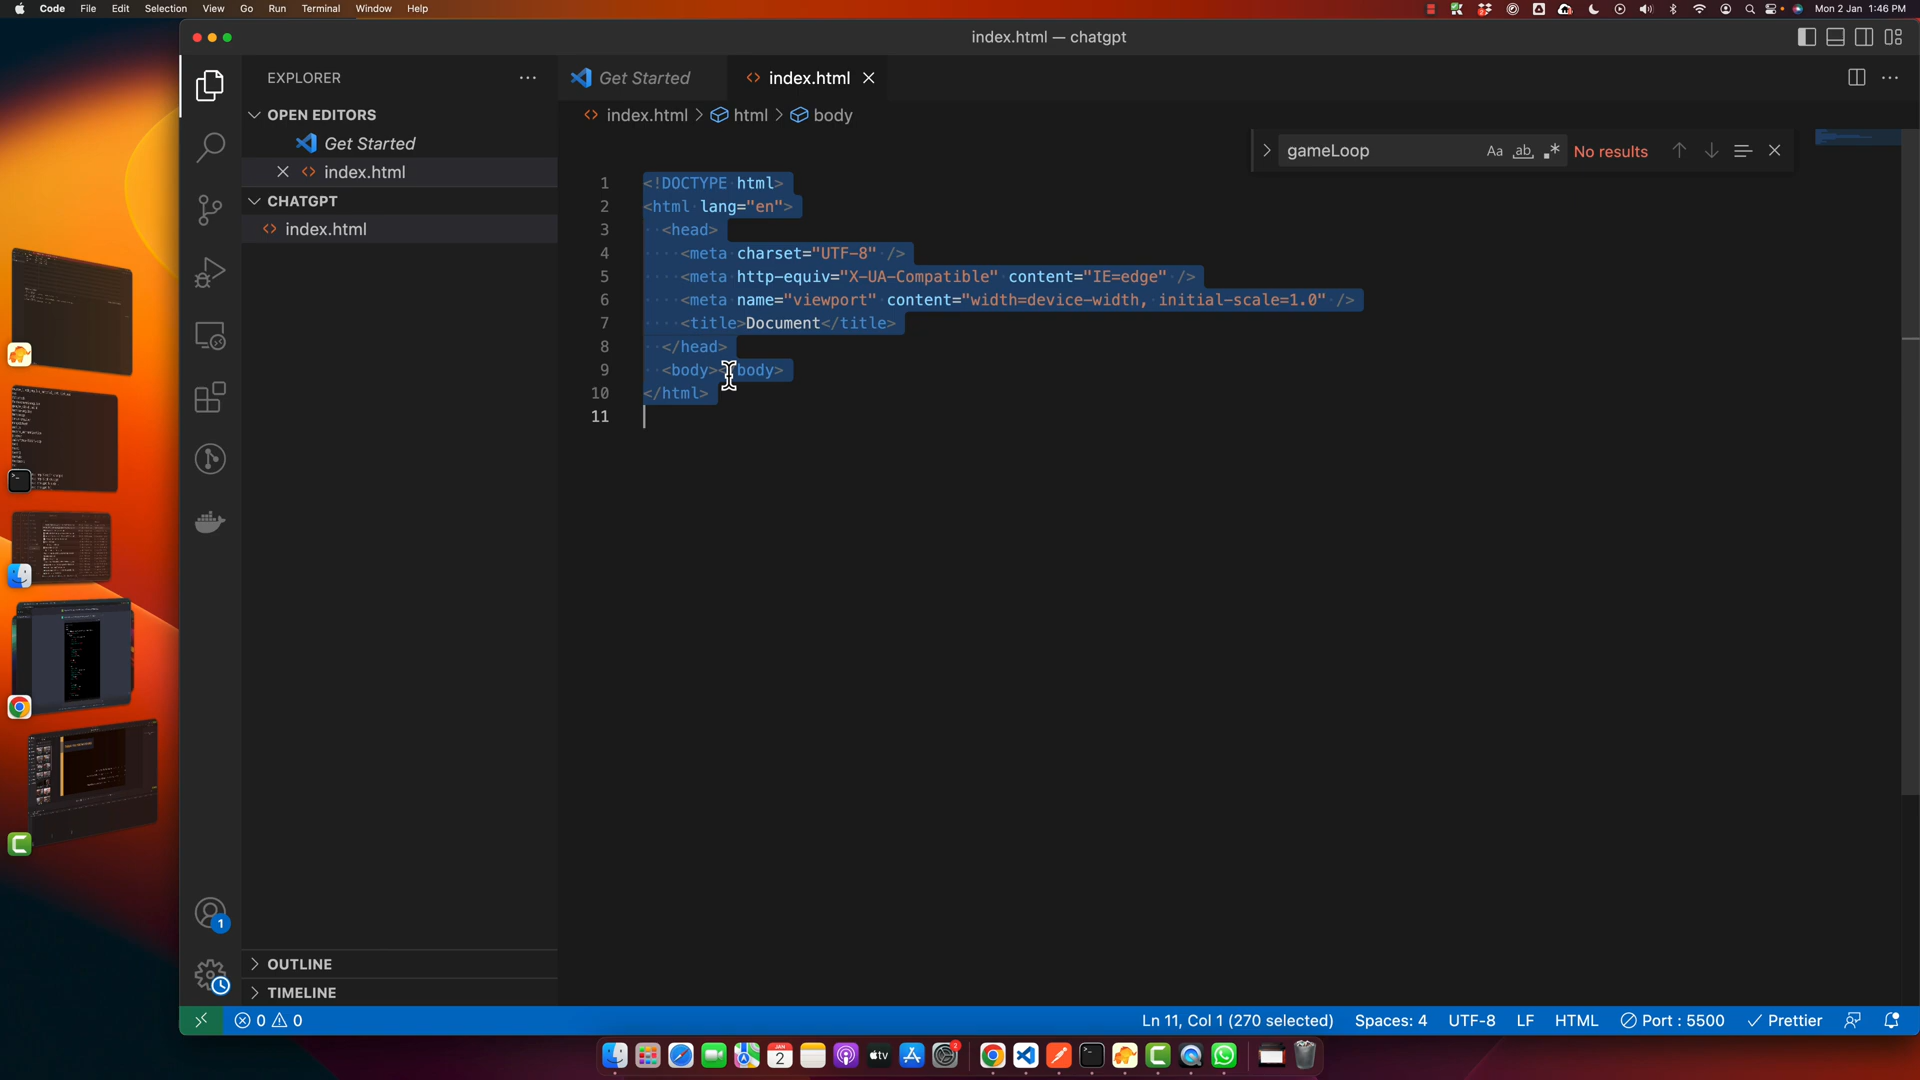 Code File Edit Selection View Go Run Terminal Window Help
Mon 2 Jan 1:46 PM
index.html — chatgpt
EXPLORER
Get Started
index.html
OPEN EDITORS
Get Started
index.html
CHATGPT
index.html
index.html > html > body
gameLoop
Aa ab No results
1 <!DOCTYPE html>
2 <html lang="en">
3 <head>
4 <meta charset="UTF-8" />
5 <meta http-equiv="X-UA-Compatible" content="IE=edge" />
6 <meta name="viewport" content="width=device-width, initial-scale=1.0" />
7 <title>Document</title>
8 </head>
9 <body></body>
10 </html>
11
1
OUTLINE
TIMELINE
0 0
Ln 11, Col 1 (270 selected)
Spaces: 4
UTF-8
LF
HTML
Port : 5500
Prettier
JAN
2
tv
2